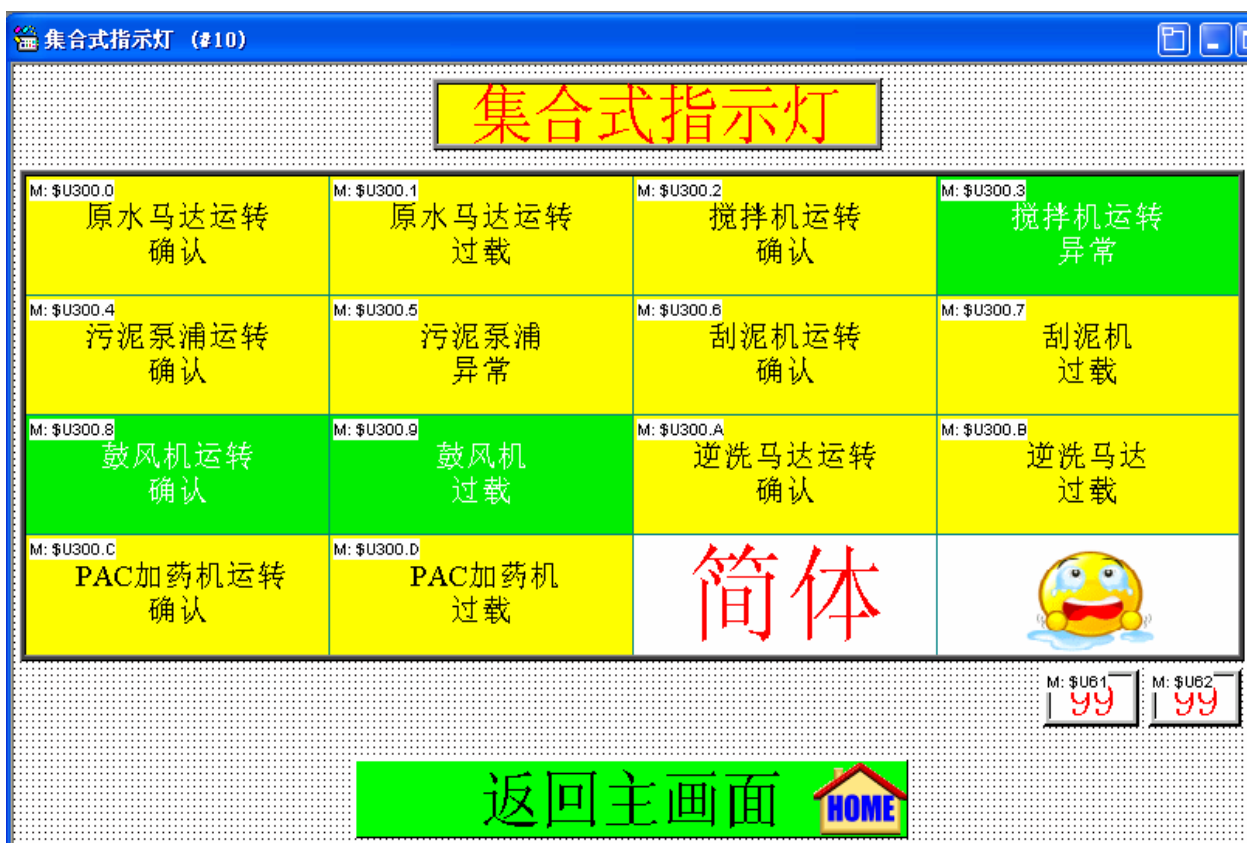 集合式指示灯 (#10)
集合式指示灯
M: $U300.0
原水马达运转
确认
M: $U300.1
原水马达运转
过载
M: $U300.2
搅拌机运转
确认
M: $U300.3
搅拌机运转
异常
M: $U300.4
污泥泵浦运转
确认
M: $U300.5
污泥泵浦
异常
M: $U300.6
刮泥机运转
确认
M: $U300.7
刮泥机
过载
M: $U300.8
鼓风机运转
确认
M: $U300.9
鼓风机
过载
M: $U300.A
逆洗马达运转
确认
M: $U300.B
逆洗马达
过载
M: $U300.C
PAC加药机运转
确认
M: $U300.D
PAC加药机
过载
简体
M: $U61
99
M: $U62
99
返回主画面
HOME